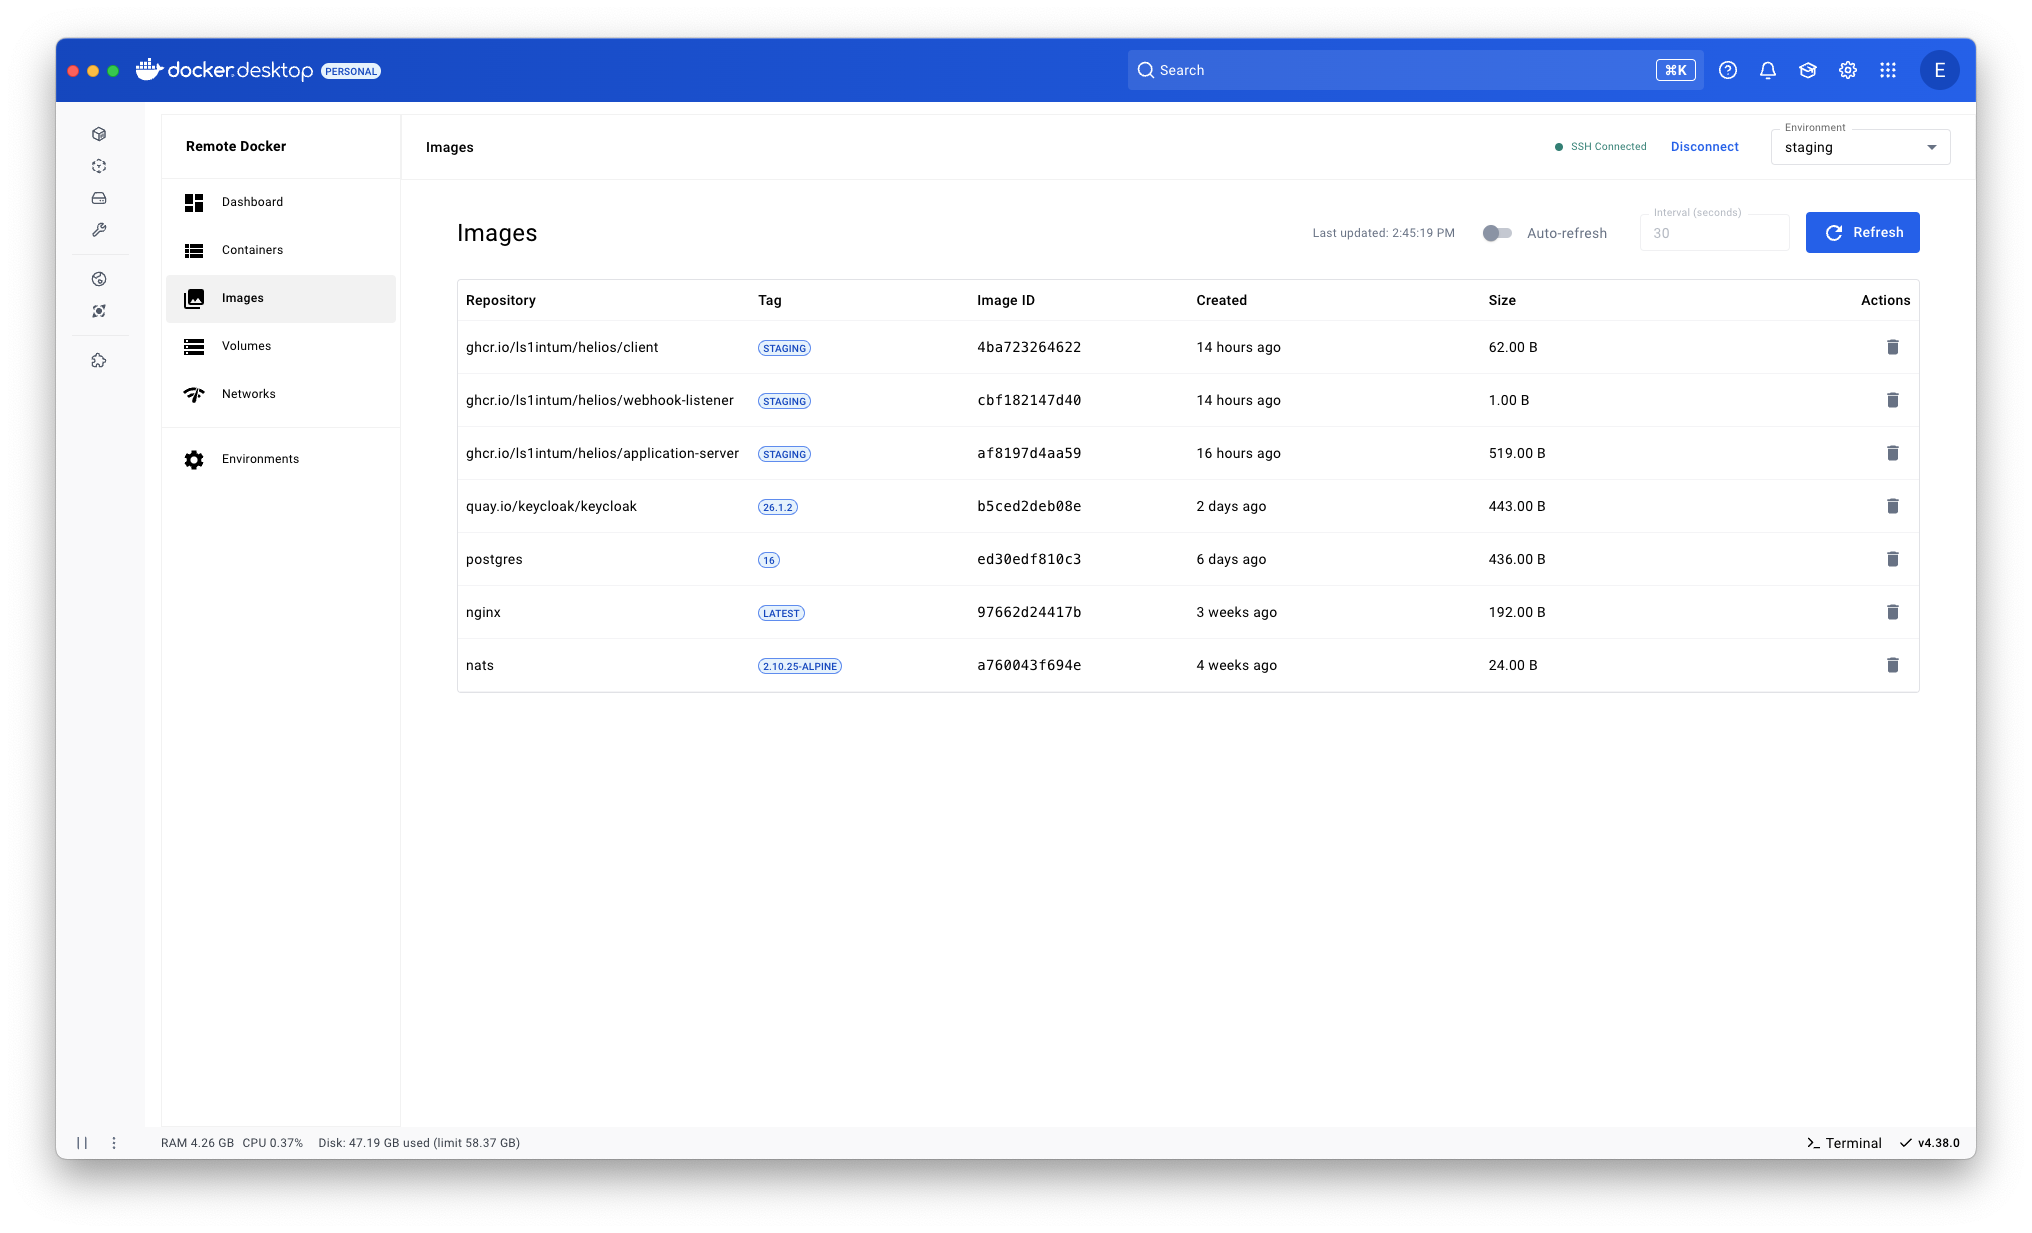 docker desktop PERSONAL
Search
⌘K
E
Remote Docker
Dashboard
Containers
Images
Volumes
Networks
Environments
Images
SSH Connected
Disconnect
Environment
staging
Images
Last updated: 2:45:19 PM
Auto-refresh
Interval (seconds)
30
Refresh
Repository Tag Image ID Created Size Actions
ghcr.io/ls1intum/helios/client STAGING 4ba723264622 14 hours ago 62.00 B
ghcr.io/ls1intum/helios/webhook-listener STAGING cbf182147d40 14 hours ago 1.00 B
ghcr.io/ls1intum/helios/application-server STAGING af8197d4aa59 16 hours ago 519.00 B
quay.io/keycloak/keycloak 26.1.2 b5ced2deb08e 2 days ago 443.00 B
postgres 16 ed30edf810c3 6 days ago 436.00 B
nginx LATEST 97662d24417b 3 weeks ago 192.00 B
nats 2.10.25-ALPINE a760043f694e 4 weeks ago 24.00 B
RAM 4.26 GB CPU 0.37% Disk: 47.19 GB used (limit 58.37 GB)
Terminal
v4.38.0